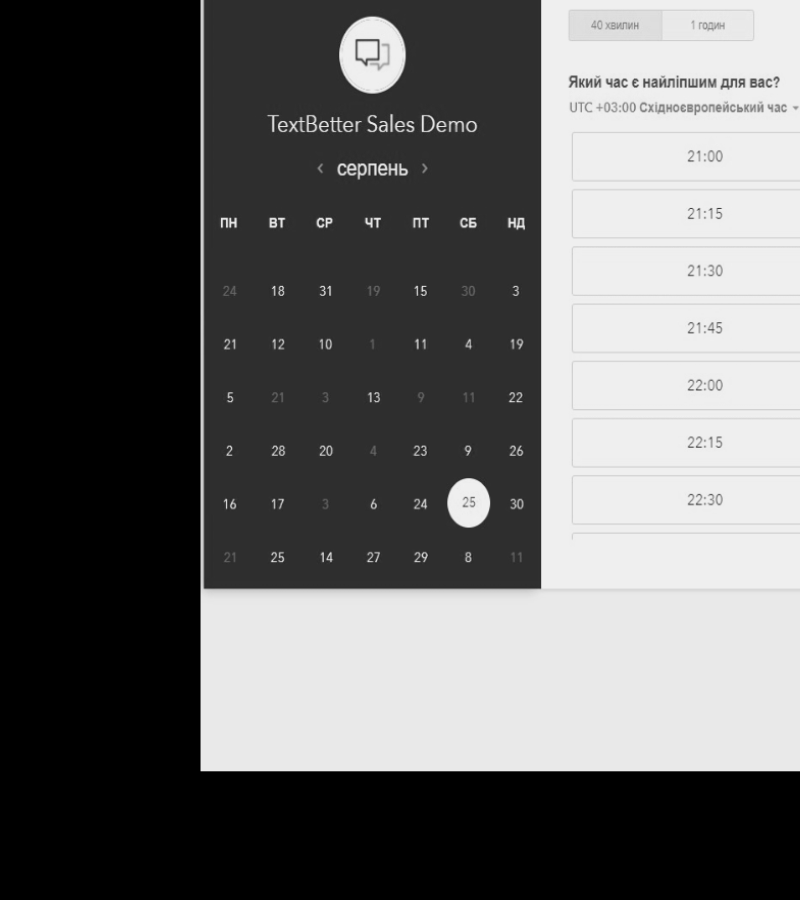 TextBetter Sales Demo
‹ серпень ›
ПН ВТ СР ЧТ ПТ СБ НД
24 18 31 19 15 30 3
21 12 10 1 11 4 19
5 21 3 13 9 11 22
2 28 20 4 23 9 26
16 17 3 6 24 25 30
21 25 14 27 29 8 11
40 хвилин 1 годин
Який час є найліпшим для вас?
UTC +03:00 Східноєвропейський час
21:00
21:15
21:30
21:45
22:00
22:15
22:30